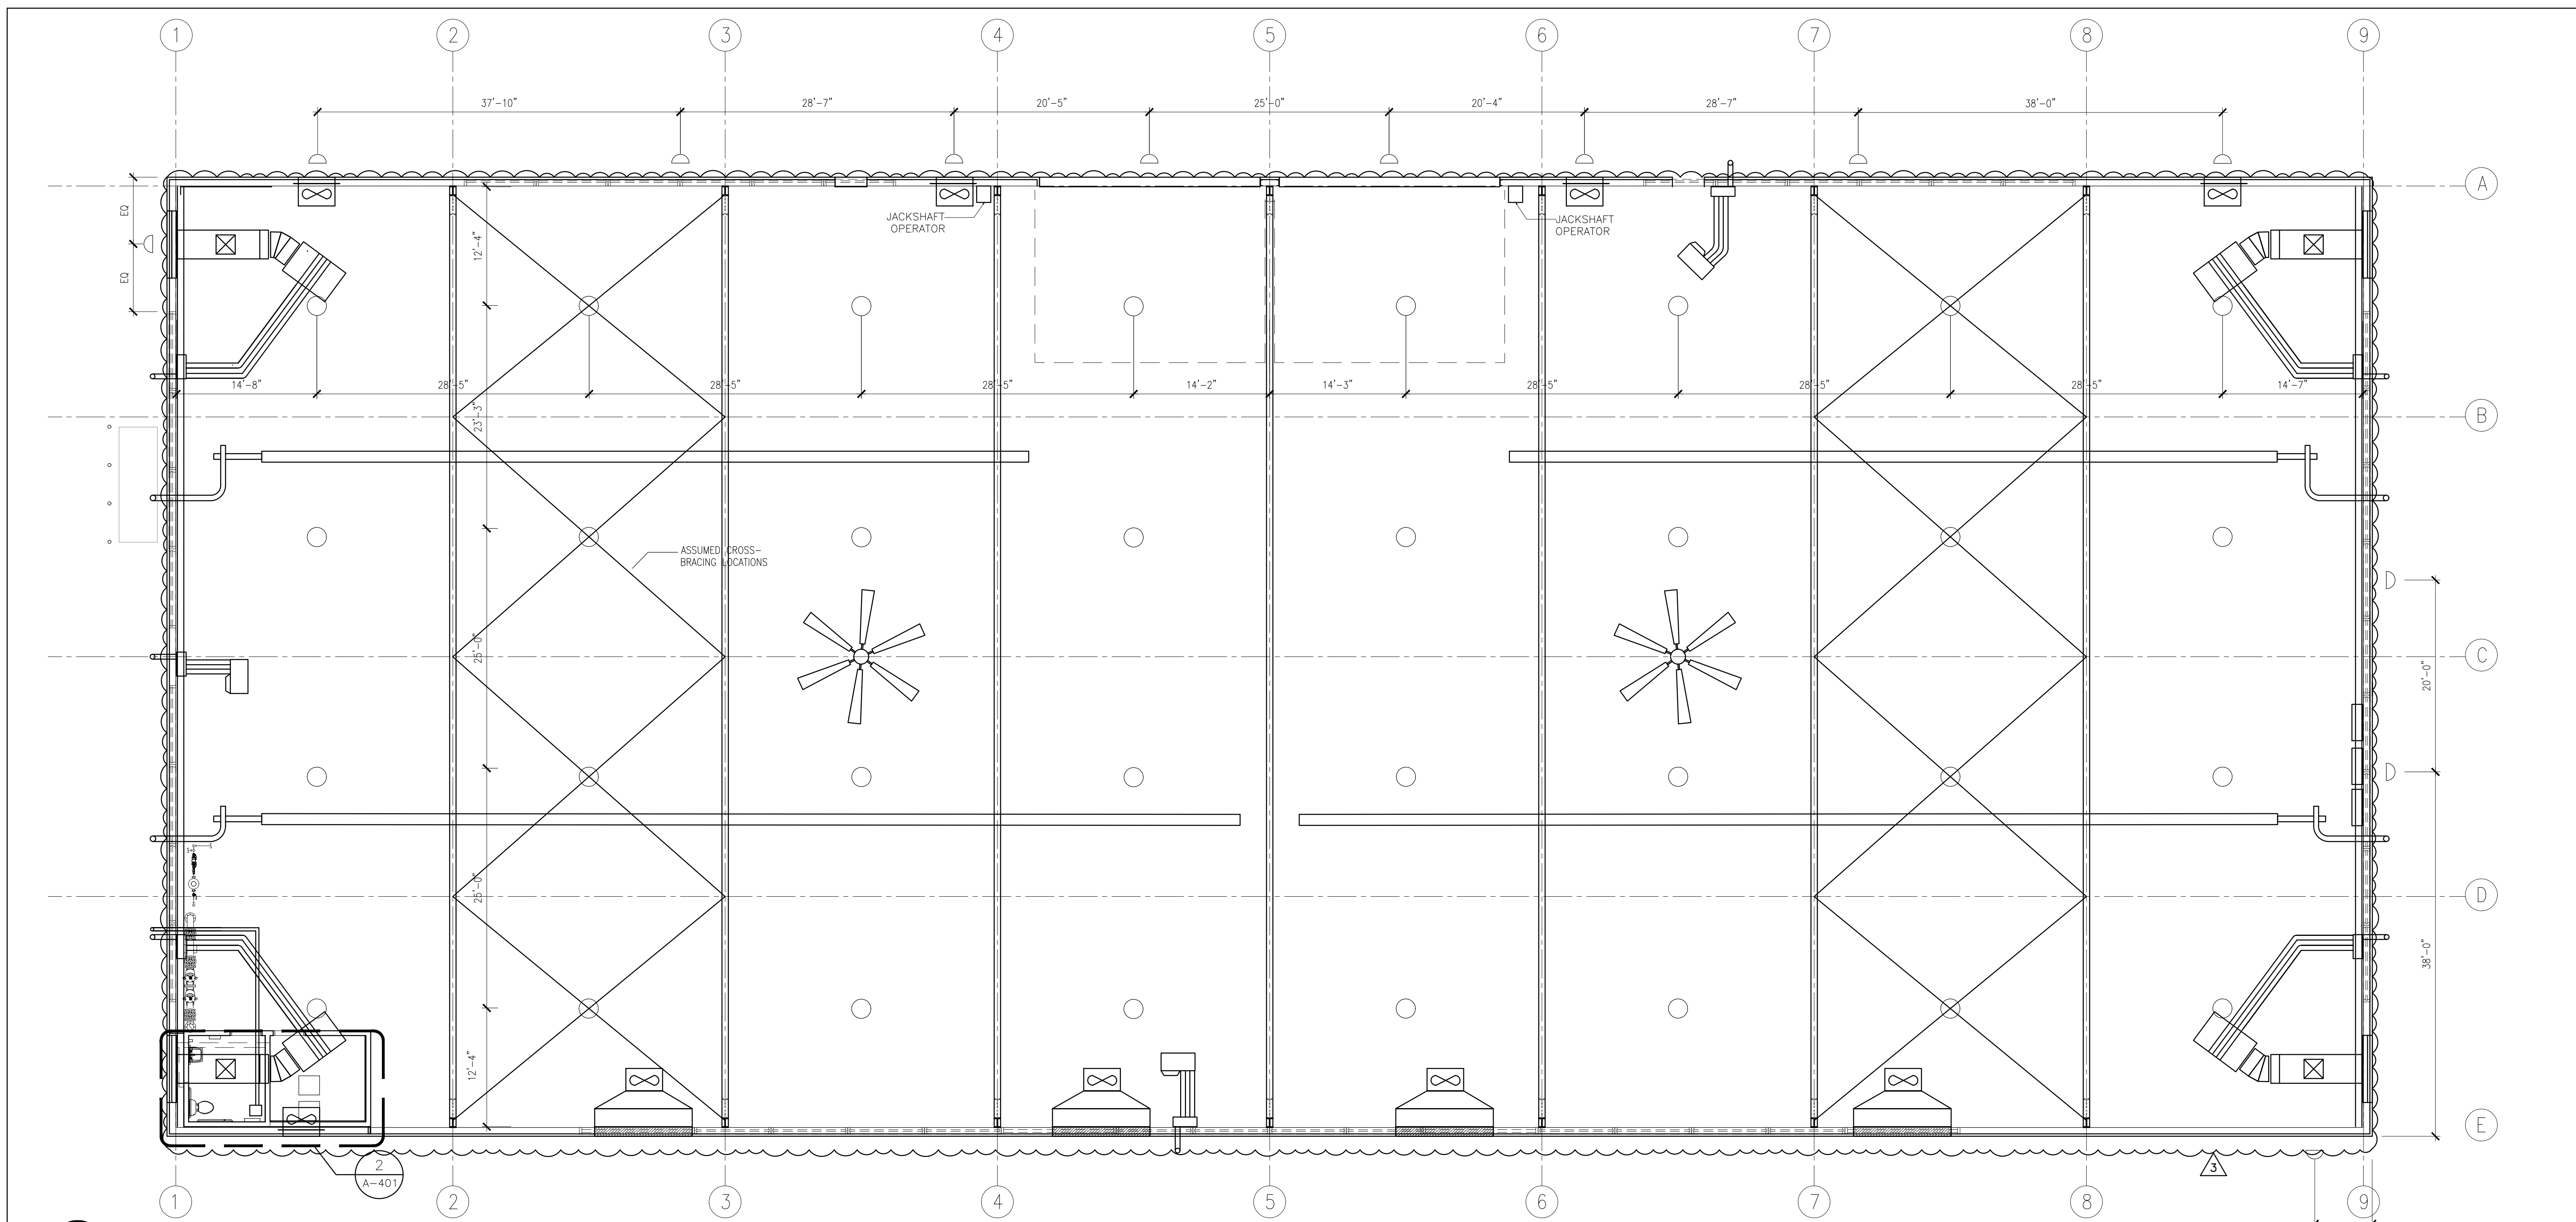 1 2 3 4 5 6 7 8 9
37'-10" 28'-7" 20'-5" 25'-0" 20'-4" 28'-7" 38'-0"
A
EQ
JACKSHAFT
OPERATOR
JACKSHAFT
OPERATOR
12'-4"
EQ
14'-8" 28'-5" 28'-5" 28'-5" 14'-2" 14'-3" 28'-5" 28'-5" 28'-5" 14'-7"
B
23'-3"
ASSUMED CROSS-
BRACING LOCATIONS
25'-0"
C
20'-0"
25'-0"
D
38'-0"
12'-4"
E
2
A-401
3
1 2 3 4 5 6 7 8 9